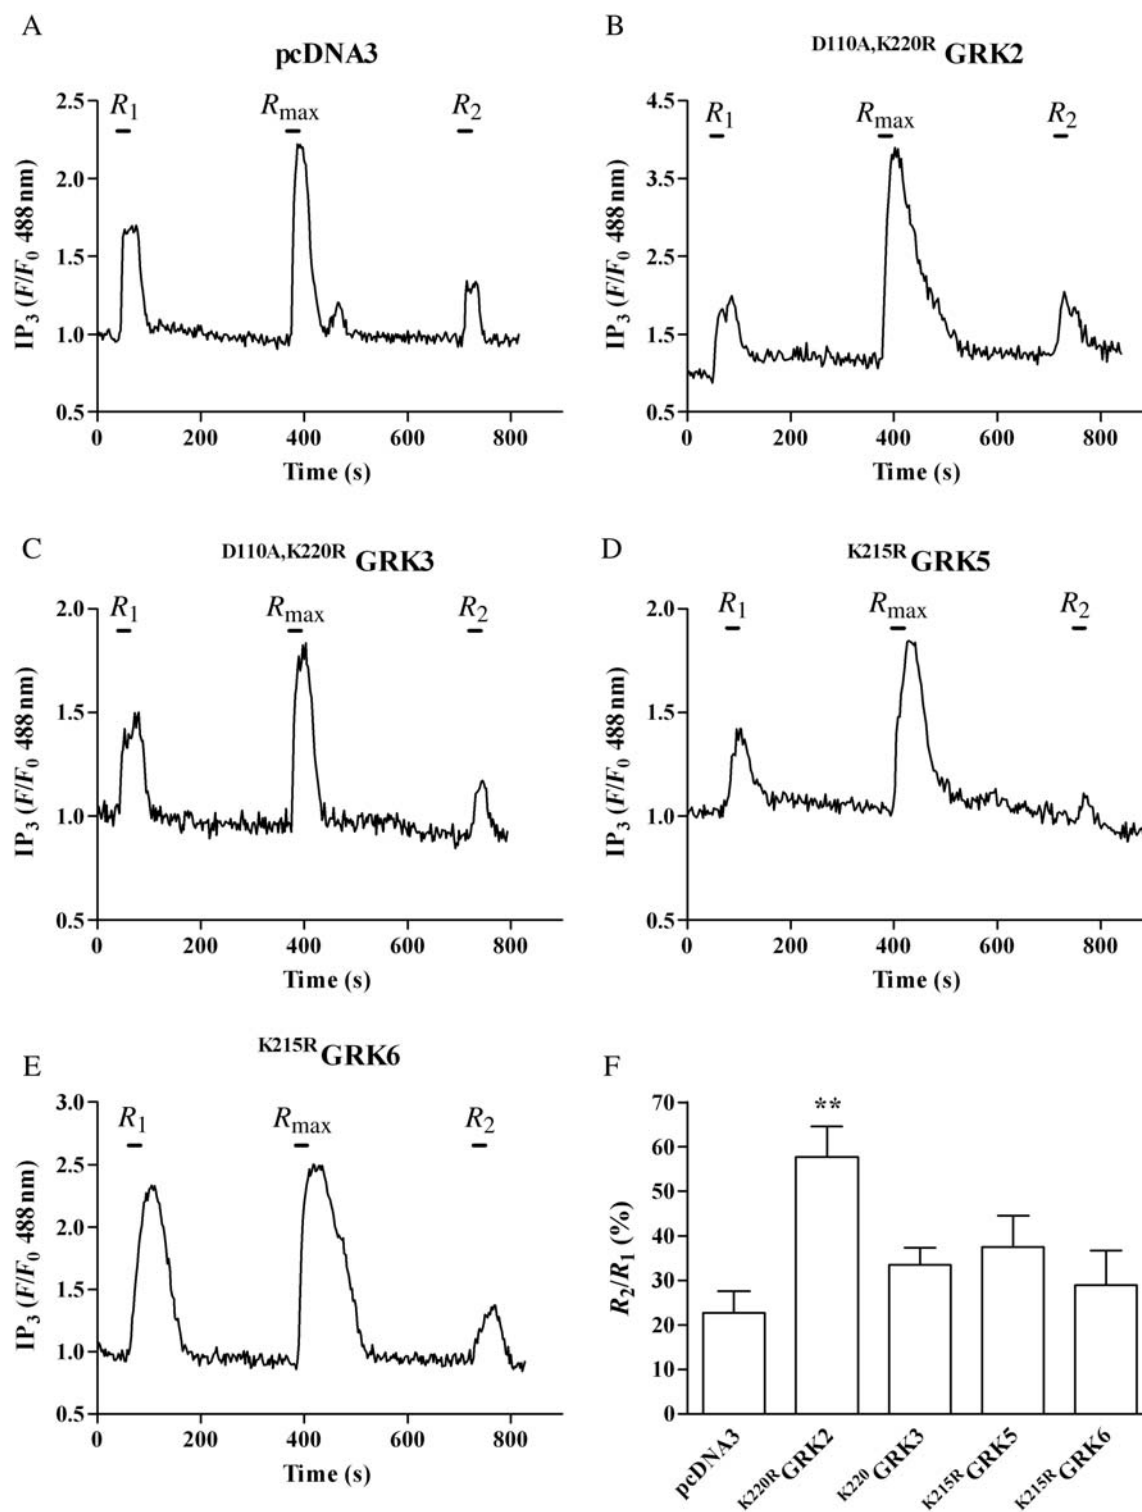 A
pcDNA3
R1 Rmax R2
2.5
2.0
1.5
1.0
0.5
IP3 (F/F0 488 nm)
0 200 400 600 800
Time (s)
B
D110A,K220R GRK2
R1 Rmax R2
4.5
3.5
2.5
1.5
0.5
IP3 (F/F0 488 nm)
0 200 400 600 800
Time (s)
C
D110A,K220R GRK3
R1 Rmax R2
2.0
1.5
1.0
0.5
IP3 (F/F0 488 nm)
0 200 400 600 800
Time (s)
D
K215R GRK5
R1 Rmax R2
2.0
1.5
1.0
0.5
IP3 (F/F0 488 nm)
0 200 400 600 800
Time (s)
E
K215R GRK6
R1 Rmax R2
3.0
2.5
2.0
1.5
1.0
0.5
IP3 (F/F0 488 nm)
0 200 400 600 800
Time (s)
F
**
70
60
50
40
30
20
10
0
R2/R1 (%)
pcDNA3
K220R GRK2
K220 GRK3
K215R GRK5
K215R GRK6